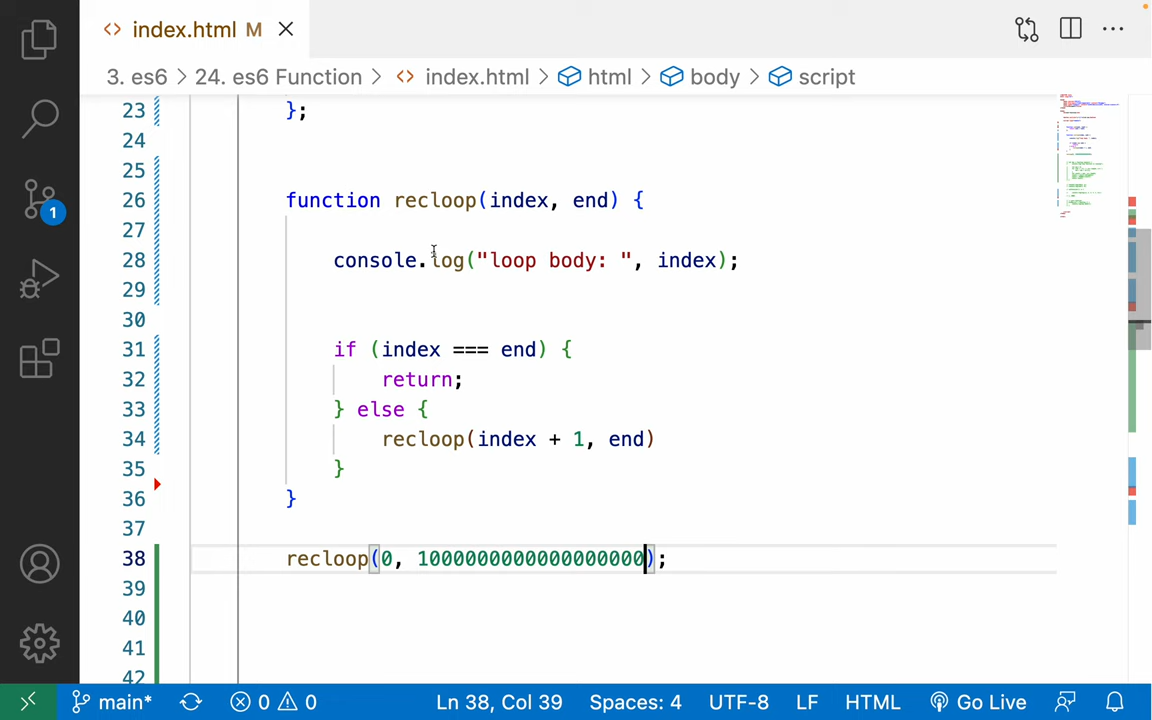 index.html M
3. es6 > 24. es6 Function > index.html > html > body > script
23 };
24
25
26 function recloop(index, end) {
27
28 console.log("loop body: ", index);
29
30
31 if (index === end) {
32 return;
33 } else {
34 recloop(index + 1, end)
35 }
36 }
37
38 recloop(0, 1000000000000000000);
39
40
41
42
1
main* 0 0 Ln 38, Col 39 Spaces: 4 UTF-8 LF HTML Go Live